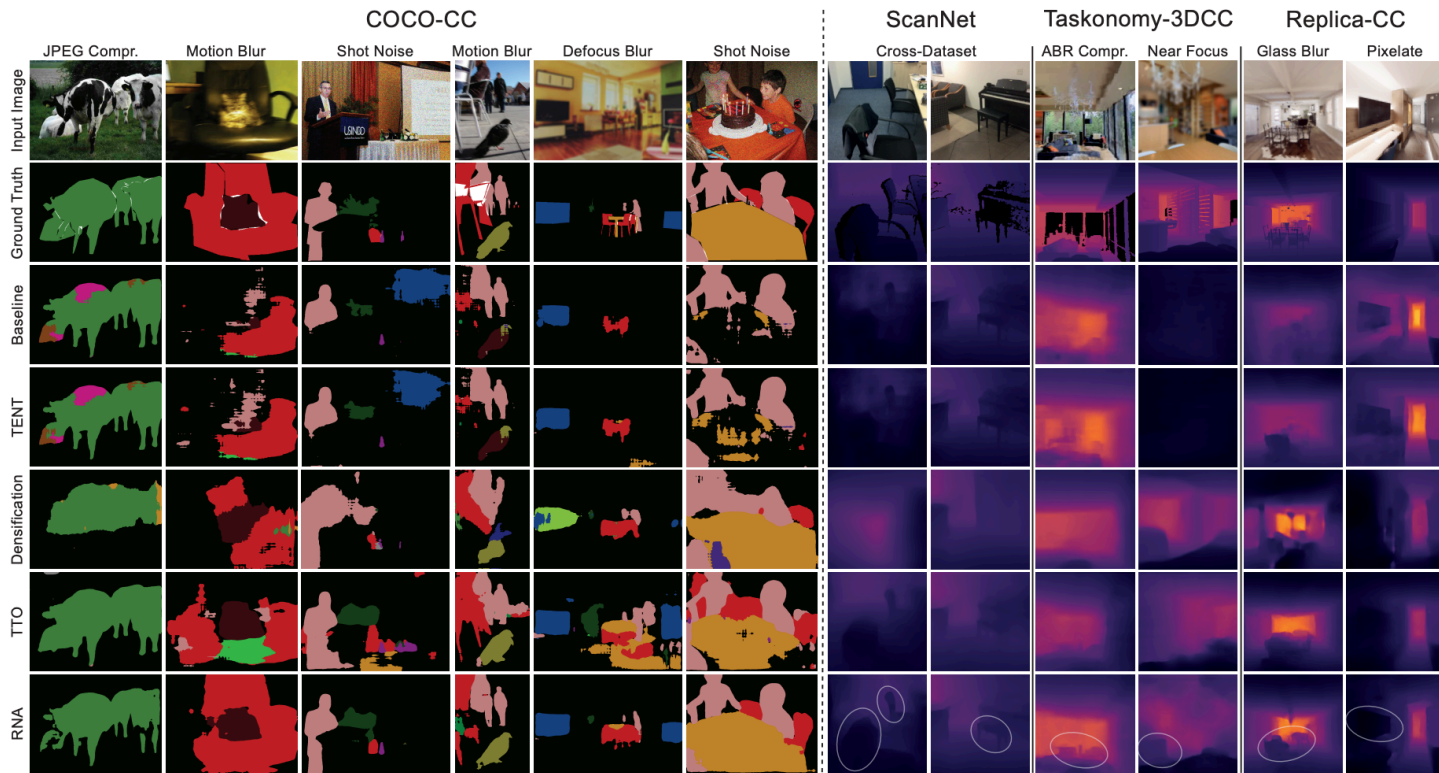 COCO-CC
ScanNet
Taskonomy-3DCC
Replica-CC
JPEG Compr.
Motion Blur
Shot Noise
Motion Blur
Defocus Blur
Shot Noise
Cross-Dataset
ABR Compr.
Near Focus
Glass Blur
Pixelate
Input Image
Ground Truth
Baseline
TENT
Densification
TTO
RNA